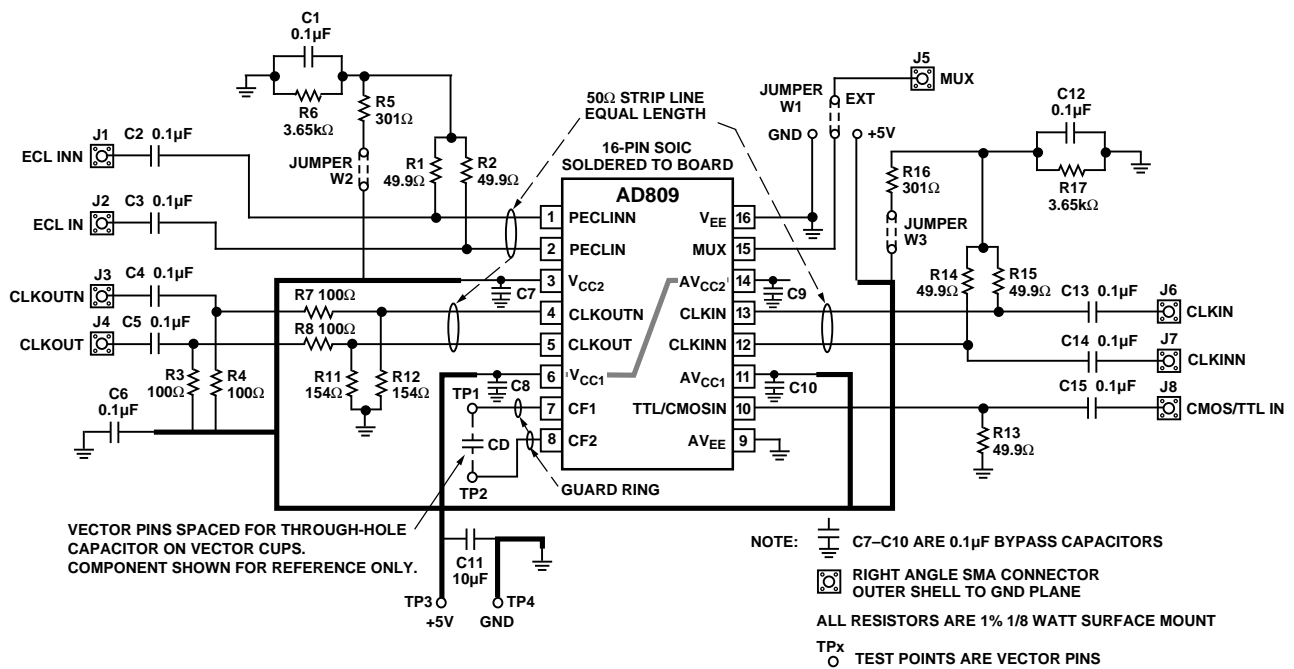 C1
0.1µF
R6
3.65kΩ
R5
301Ω
JUMPER
W2
J1
C2 0.1µF
ECL INN
J2
C3 0.1µF
ECL IN
R1
49.9Ω
R2
49.9Ω
J3
C4 0.1µF
CLKOUTN
J4
C5 0.1µF
CLKOUT
R7 100Ω
R8 100Ω
R3
100Ω
R4
100Ω
R11
154Ω
R12
154Ω
C6
0.1µF
50Ω STRIP LINE
EQUAL LENGTH
16-PIN SOIC
SOLDERED TO BOARD
AD809
1 PECLINN
2 PECLIN
3 VCC2
4 CLKOUTN
5 CLKOUT
6 VCC1
7 CF1
8 CF2
VEE 16
MUX 15
AVCC2 14
CLKIN 13
CLKINN 12
AVCC1 11
TTL/CMOSIN 10
AVEE 9
C7
C8
C9
C10
TP1
CD
TP2
GUARD RING
JUMPER
W1
EXT
GND
+5V
J5
MUX
C12
0.1µF
R17
3.65kΩ
R16
301Ω
JUMPER
W3
R14
49.9Ω
R15
49.9Ω
C13 0.1µF
J6
CLKIN
C14 0.1µF
J7
CLKINN
C15 0.1µF
J8
CMOS/TTL IN
R13
49.9Ω
VECTOR PINS SPACED FOR THROUGH-HOLE
CAPACITOR ON VECTOR CUPS.
COMPONENT SHOWN FOR REFERENCE ONLY.
C11
10µF
TP3
+5V
TP4
GND
NOTE:
C7–C10 ARE 0.1µF BYPASS CAPACITORS
RIGHT ANGLE SMA CONNECTOR
OUTER SHELL TO GND PLANE
ALL RESISTORS ARE 1% 1/8 WATT SURFACE MOUNT
TPx
TEST POINTS ARE VECTOR PINS